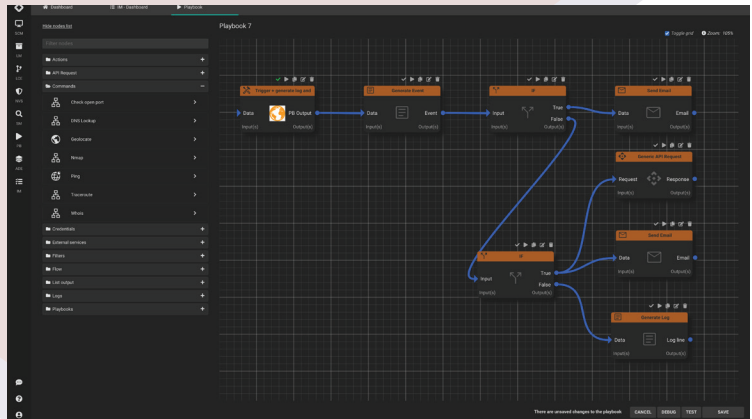 Dashboard
IM - Dashboard
Playbook
Hide nodes list
Playbook 7
Toggle grid
Zoom 100%
Filter nodes
Actions
API Request
Commands
Check open port
DNS Lookup
Geolocate
Nmap
Ping
Traceroute
Whois
Credentials
External services
Filters
Flow
List output
Logs
Playbooks
Trigger + generate log and
Data
PB Output
Input(s)
Output(s)
Generate Event
Data
Event
Input(s)
Output(s)
IF
Input
True
False
Input(s)
Output(s)
Send Email
Data
Email
Input(s)
Output(s)
Generic API Request
Request
Response
Input(s)
Output(s)
Send Email
Data
Email
Input(s)
Output(s)
IF
Input
True
False
Input(s)
Output(s)
Generate Log
Data
Log line
Input(s)
Output(s)
SOM
PB
IM
There are unsaved changes to the playbook
CANCEL
DEBUG
TEST
SAVE